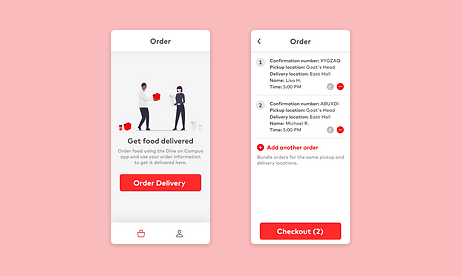 Order
Get food delivered
Order food using the Dine on Campus
app and use your order information
to get it delivered here.
Order Delivery
Order
1
Confirmation number: XYDZAQ
Pickup location: Goat's Head
Delivery location: East Hall
Name: Lisa H.
Time: 5:00 PM
2
Confirmation number: ABUXDI
Pickup location: Goat's Head
Delivery location: East Hall
Name: Michael R.
Time: 5:00 PM
Add another order
Bundle orders for the same pickup and
delivery locations.
Checkout (2)